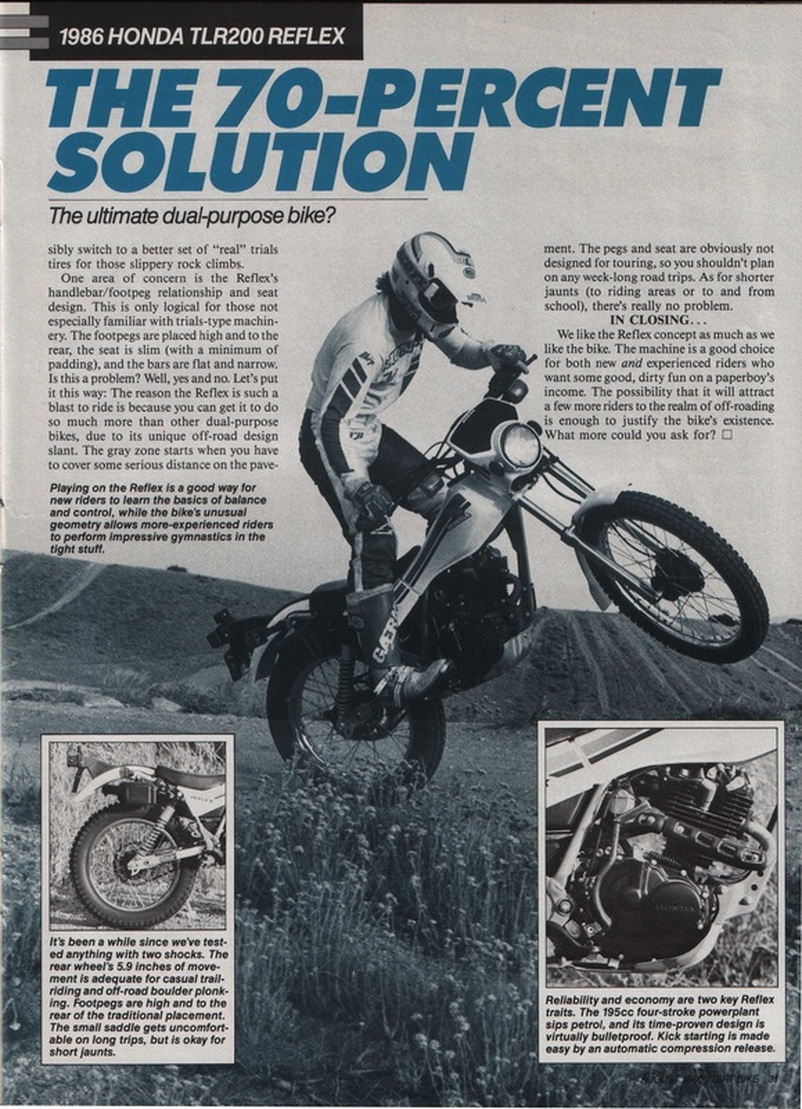 1986 HONDA TLR200 REFLEX
THE 70-PERCENT
SOLUTION
The ultimate dual-purpose bike?
sibly switch to a better set of “real” trials
tires for those slippery rock climbs.
One area of concern is the Reflex’s
handlebar/footpeg relationship and seat
design. This is only logical for those not
especially familiar with trials-type machin-
ery. The footpegs are placed high and to the
rear, the seat is slim (with a minimum of
padding), and the bars are flat and narrow.
Is this a problem? Well, yes and no. Let’s put
it this way: The reason the Reflex is such a
blast to ride is because you can get it to do
so much more than other dual-purpose
bikes, due to its unique off-road design
slant. The gray zone starts when you have
to cover some serious distance on the pave-
ment. The pegs and seat are obviously not
designed for touring, so you shouldn’t plan
on any week-long road trips. As for shorter
jaunts (to riding areas or to and from
school), there’s really no problem.
IN CLOSING...
We like the Reflex concept as much as we
like the bike. The machine is a good choice
for both new and experienced riders who
want some good, dirty fun on a paperboy’s
income. The possibility that it will attract
a few more riders to the realm of off-roading
is enough to justify the bike’s existence.
What more could you ask for? □
Playing on the Reflex is a good way for
new riders to learn the basics of balance
and control, while the bike’s unusual
geometry allows more-experienced riders
to perform impressive gymnastics in the
tight stuff.
GAERNE
It’s been a while since we’ve test-
ed anything with two shocks. The
rear wheel’s 5.9 inches of move-
ment is adequate for casual trail-
riding and off-road boulder plonk-
ing. Footpegs are high and to the
rear of the traditional placement.
The small saddle gets uncomfort-
able on long trips, but is okay for
short jaunts.
HONDA
Reliability and economy are two key Reflex
traits. The 195cc four-stroke powerplant
sips petrol, and its time-proven design is
virtually bulletproof. Kick starting is made
easy by an automatic compression release.
DIRT BIKE 31